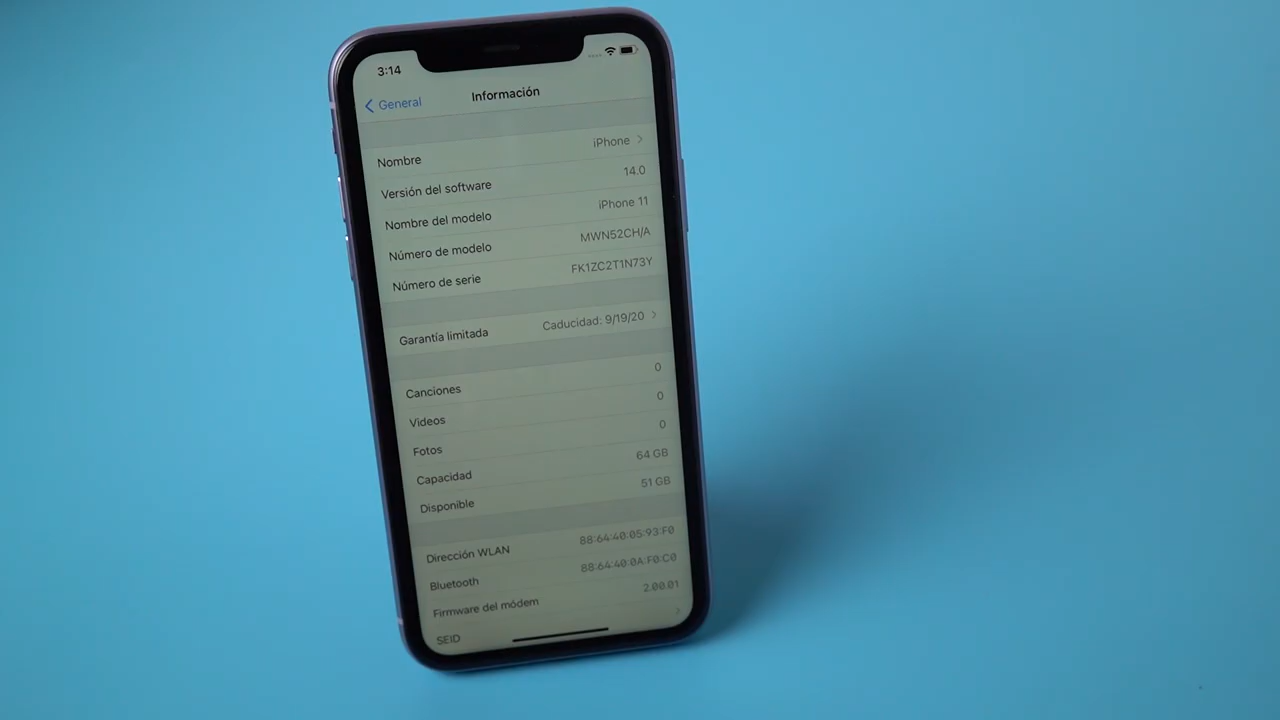 3:14
General
Información
Nombre iPhone
Versión del software 14.0
Nombre del modelo iPhone 11
Número de modelo MWN52CH/A
Número de serie FK1ZC2T1N73Y
Garantía limitada Caducidad: 9/19/20
Canciones 0
Videos 0
Fotos 0
Capacidad 64 GB
Disponible 51 GB
Dirección WLAN 88:64:40:05:93:F0
Bluetooth 88:64:40:0A:F0:C0
Firmware del módem 2.00.01
SEID